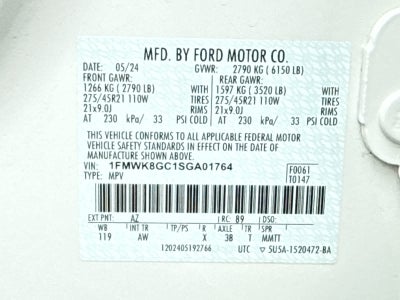 MFD. BY FORD MOTOR CO.
DATE: 05/24 GVWR: 2790 KG ( 6150 LB)
FRONT GAWR: REAR GAWR:
1266 KG ( 2790 LB) WITH 1597 KG ( 3520 LB) WITH
275/45R21 110W TIRES 275/45R21 110W TIRES
21x9.0J RIMS 21x9.0J RIMS
AT 230 kPa/ 33 PSI COLD AT 230 kPa/ 33 PSI COLD
THIS VEHICLE CONFORMS TO ALL APPLICABLE FEDERAL MOTOR
VEHICLE SAFETY STANDARDS IN EFFECT ON THE DATE OF
MANUFACTURE SHOWN ABOVE.
VIN: 1FMWK8GC1SGA01764 F0061
TYPE: MPV T0147
EXT PNT: AZ RC: 89 DSO:
WB INT TR TP/PS R AXLE TR SPR
119 AW X 38 T MMTT
1202405192766 UTC SU5A-1520472-BA